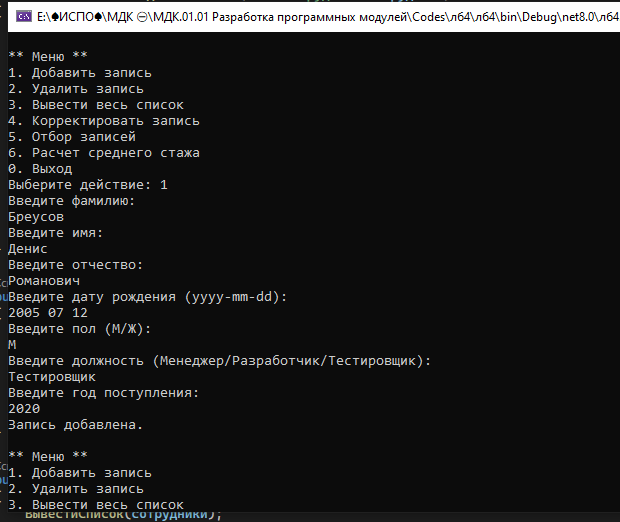 E:\♠ИСПО♠\МДК ㊀\МДК.01.01 Разработка программных модулей\Codes\л64\л64\bin\Debug\net8.0\л64
** Меню **
1. Добавить запись
2. Удалить запись
3. Вывести весь список
4. Корректировать запись
5. Отбор записей
6. Расчет среднего стажа
0. Выход
Выберите действие: 1
Введите фамилию:
Бреусов
Введите имя:
Денис
Введите отчество:
Романович
Введите дату рождения (yyyy-mm-dd):
2005 07 12
Введите пол (М/Ж):
М
Введите должность (Менеджер/Разработчик/Тестировщик):
Тестировщик
Введите год поступления:
2020
Запись добавлена.
** Меню **
1. Добавить запись
2. Удалить запись
3. Вывести весь список
ВывестиСписок(сотрудники);